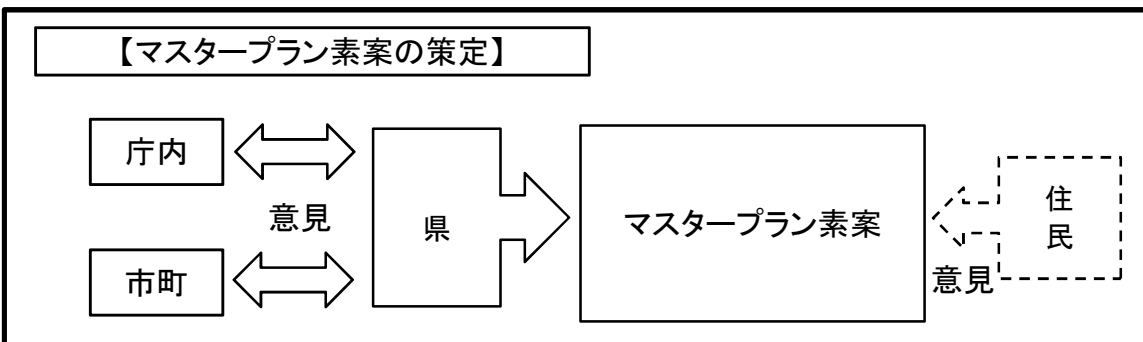 【マスタープラン素案の策定】
庁内
意見
市町
県
マスタープラン素案
住
民
意見